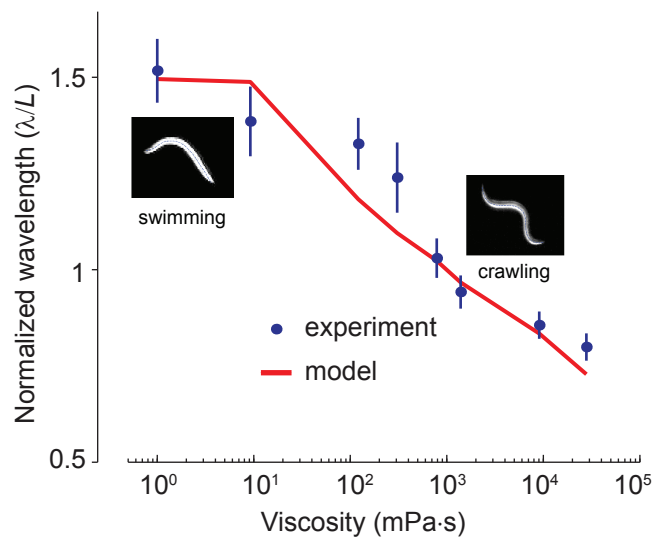 Normalized wavelength (λ/L)
1.5
1
0.5
swimming
crawling
experiment
model
10⁰ 10¹ 10² 10³ 10⁴ 10⁵
Viscosity (mPa·s)